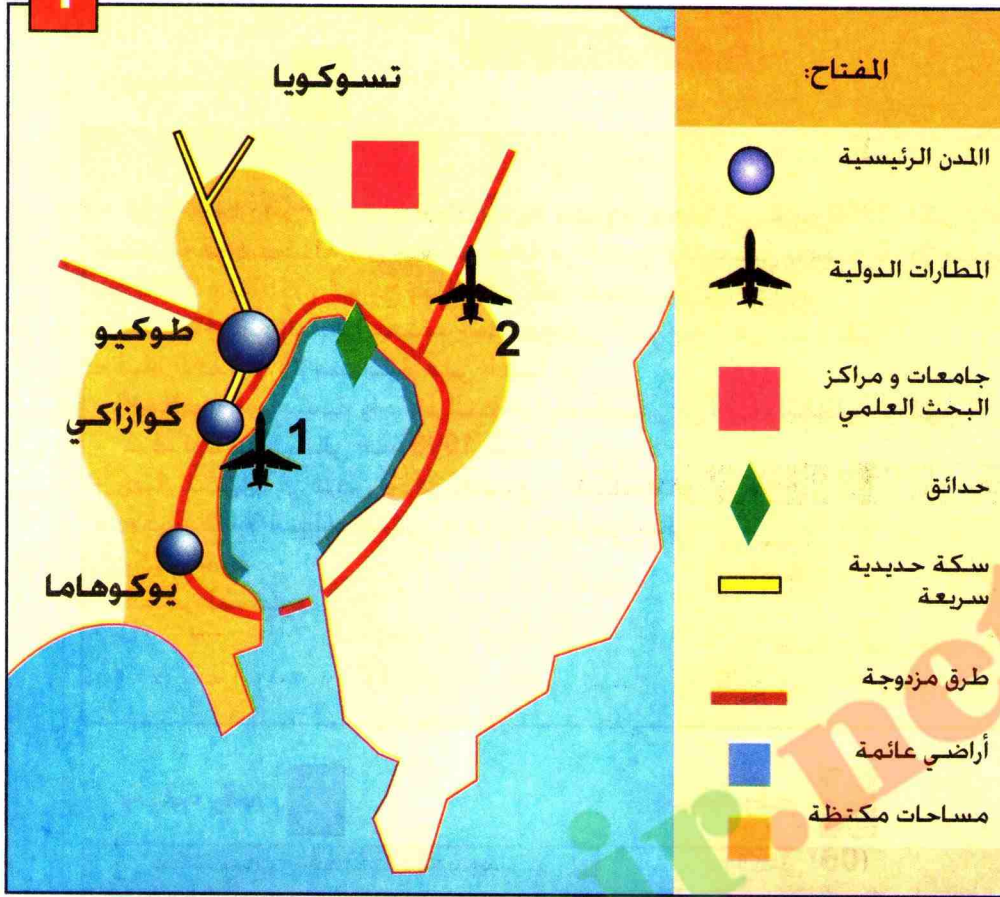 تسوكويا
طوكيو
2
كوازاكي
1
يوكوهاما
المفتاح:
االمدن الرئيسية
المطارات الدولية
جامعات و مراكز
البحث العلمي
حدائق
سكة حديدية
سريعة
طرق مزدوجة
أراضي عائمة
مساحات مكتظة